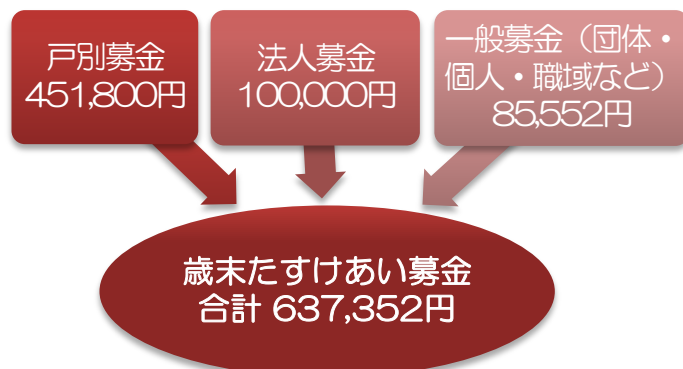 戸別募金
451,800円
法人募金
100,000円
一般募金（団体・
個人・職域など）
85,552円
歳末たすけあい募金
合計 637,352円